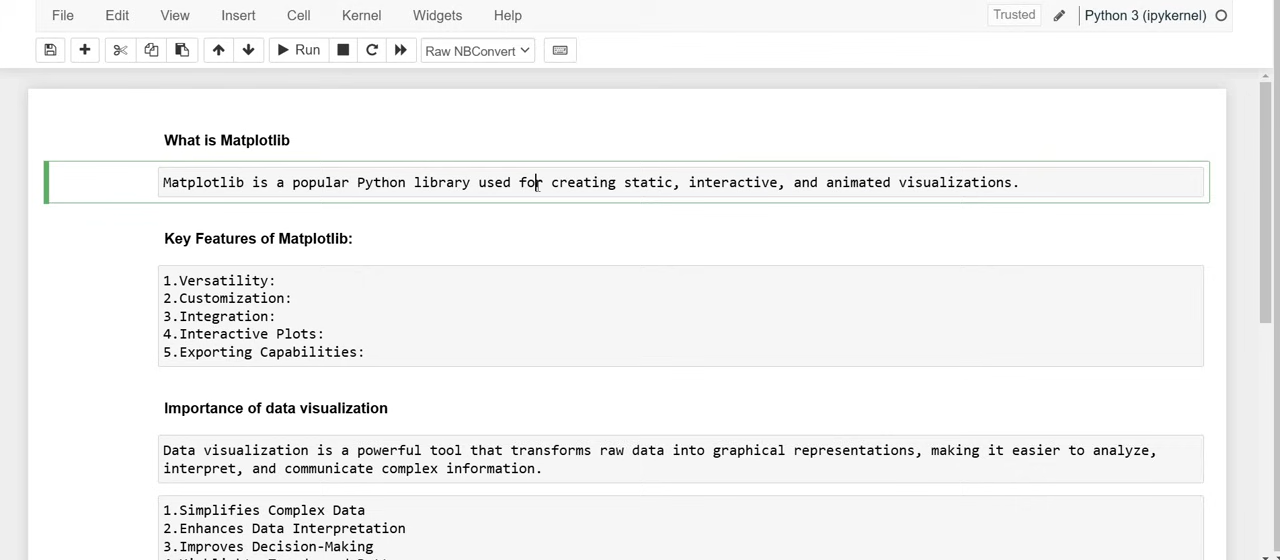 File Edit View Insert Cell Kernel Widgets Help Trusted Python 3 (ipykernel)
Run Raw NBConvert
What is Matplotlib
Matplotlib is a popular Python library used for creating static, interactive, and animated visualizations.
Key Features of Matplotlib:
1.Versatility:
2.Customization:
3.Integration:
4.Interactive Plots:
5.Exporting Capabilities:
Importance of data visualization
Data visualization is a powerful tool that transforms raw data into graphical representations, making it easier to analyze,
interpret, and communicate complex information.
1.Simplifies Complex Data
2.Enhances Data Interpretation
3.Improves Decision-Making